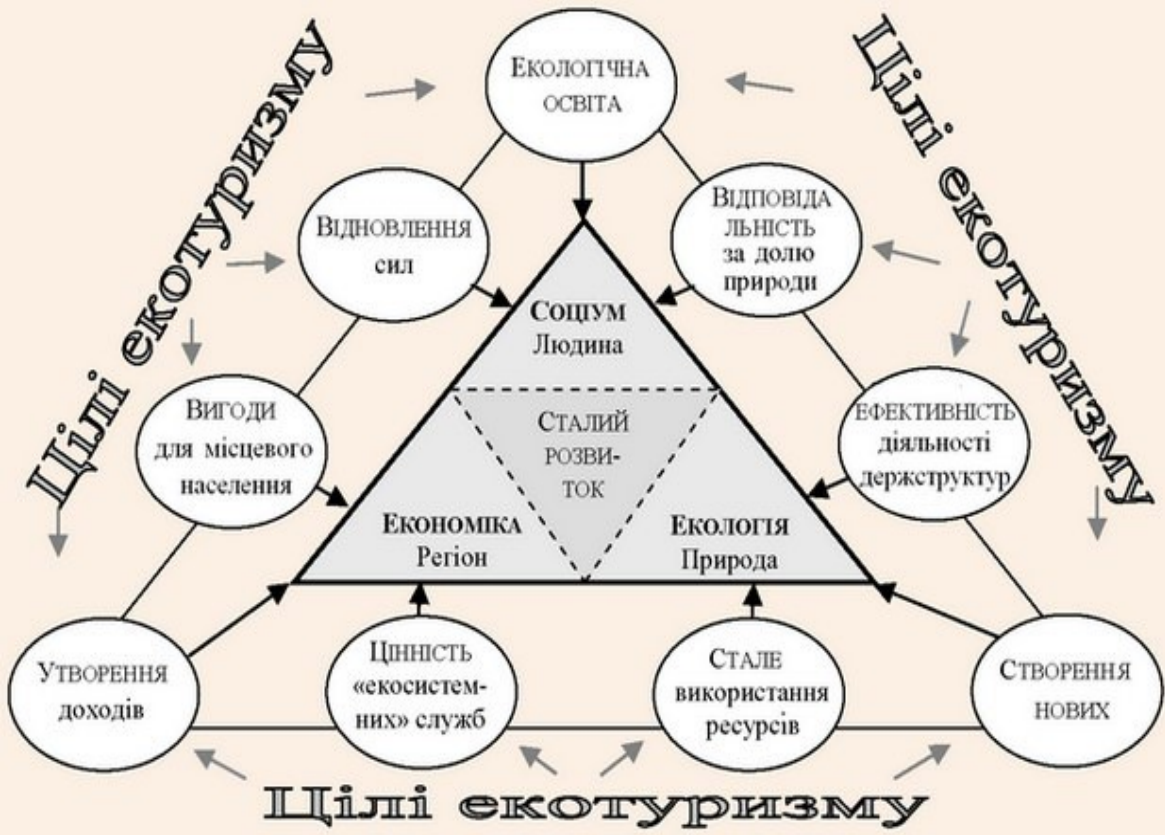 Цілі екотуризму
Цілі екотуризму
ЕКОЛОГІЧНА
ОСВІТА
ВІДНОВЛЕННЯ
сил
ВІДПОВІДА
ЛЬНІСТЬ
за долю
природи
СОЦІУМ
Людина
ВИГОДИ
для місцевого
населення
СТАЛИЙ
РОЗВИ-
ТОК
ЕФЕКТИВНІСТЬ
діяльності
держструктур
ЕКОНОМІКА
Регіон
ЕКОЛОГІЯ
Природа
УТВОРЕННЯ
доходів
ЦІННІСТЬ
«екосистем-
них» служб
СТАЛЕ
використання
ресурсів
СТВОРЕННЯ
НОВИХ
Цілі екотуризму